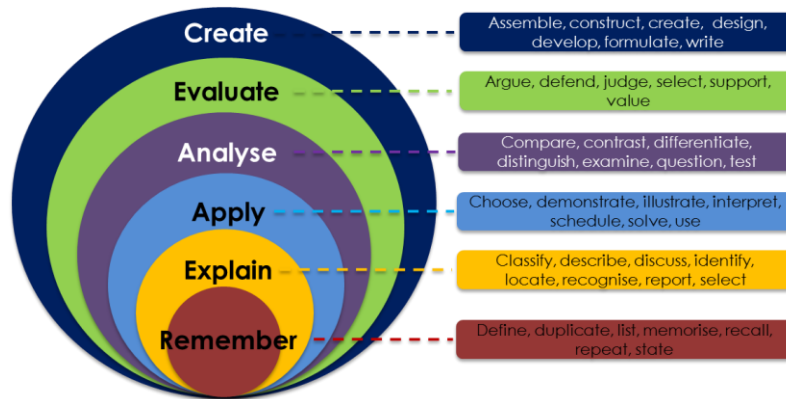 Create
Assemble, construct, create, design,
develop, formulate, write
Evaluate
Argue, defend, judge, select, support,
value
Analyse
Compare, contrast, differentiate,
distinguish, examine, question, test
Apply
Choose, demonstrate, illustrate, interpret,
schedule, solve, use
Explain
Classify, describe, discuss, identify,
locate, recognise, report, select
Remember
Define, duplicate, list, memorise, recall,
repeat, state